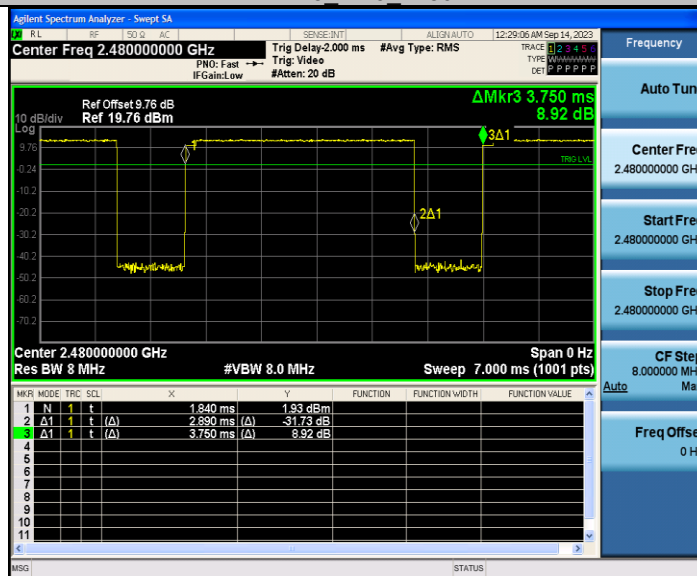 Agilent Spectrum Analyzer - Swept SA
RL RF 50 Ω AC SENSE:INT ALIGN AUTO 12:29:06 AM Sep 14, 2023
Center Freq 2.480000000 GHz
PNO: Fast
IFGain:Low
Trig Delay-2.000 ms
Trig: Video
#Atten: 20 dB
#Avg Type: RMS
TRACE 1 2 3 4 5 6
TYPE
DET P P P P P P
Ref Offset 9.76 dB
10 dB/div Ref 19.76 dBm
Log
ΔMkr3 3.750 ms
8.92 dB
9.76
-0.24
-10.2
-20.2
-30.2
-40.2
-50.2
-60.2
-70.2
1
3Δ1
TRIG LVL
2Δ1
Center 2.480000000 GHz Span 0 Hz
Res BW 8 MHz #VBW 8.0 MHz Sweep 7.000 ms (1001 pts)
MKR MODE TRC SCL X Y FUNCTION FUNCTION WIDTH FUNCTION VALUE
1 N 1 t 1.840 ms 1.93 dBm
2 Δ1 1 t (Δ) 2.890 ms (Δ) -31.73 dB
3 Δ1 1 t (Δ) 3.750 ms (Δ) 8.92 dB
4
5
6
7
8
9
10
11
MSG STATUS
Frequency
Auto Tun
Center Fre
2.480000000 GH
Start Fre
2.480000000 GH
Stop Fre
2.480000000 GH
CF Ste
8.000000 MH
Auto Ma
Freq Offse
0 H